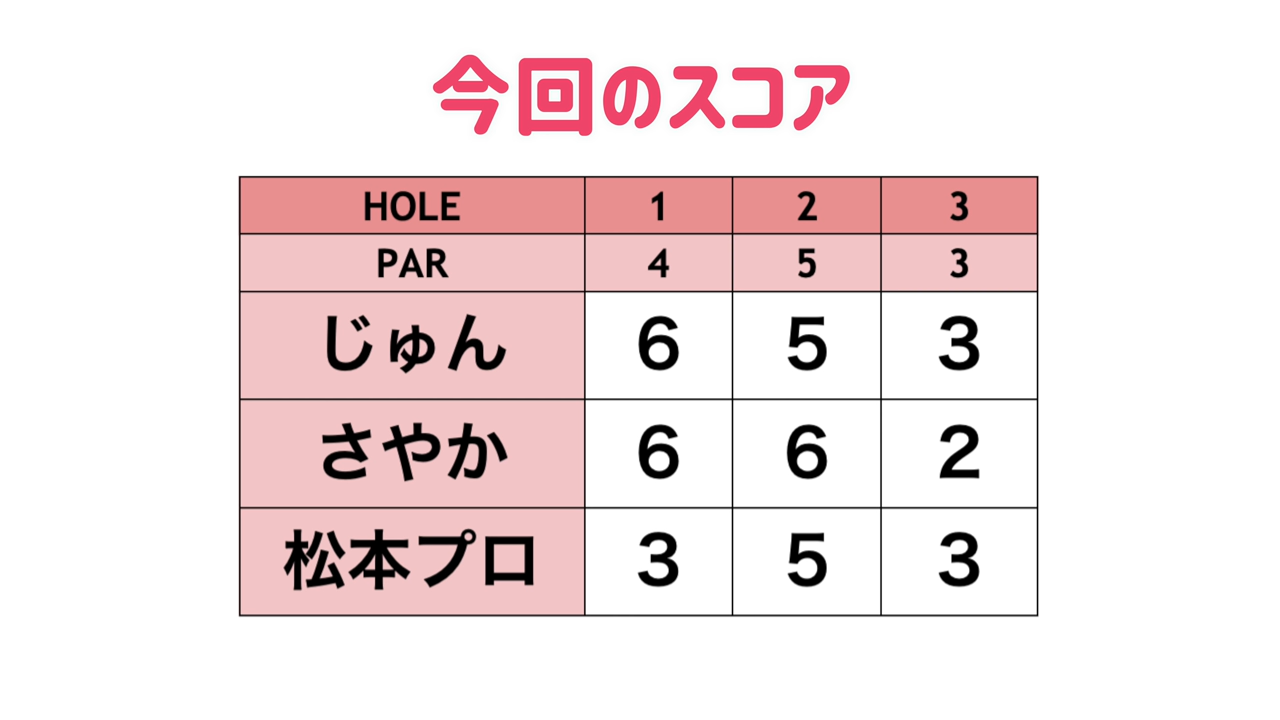 今回のスコア
HOLE 1 2 3
PAR 4 5 3
じゅん 6 5 3
さやか 6 6 2
松本プロ 3 5 3